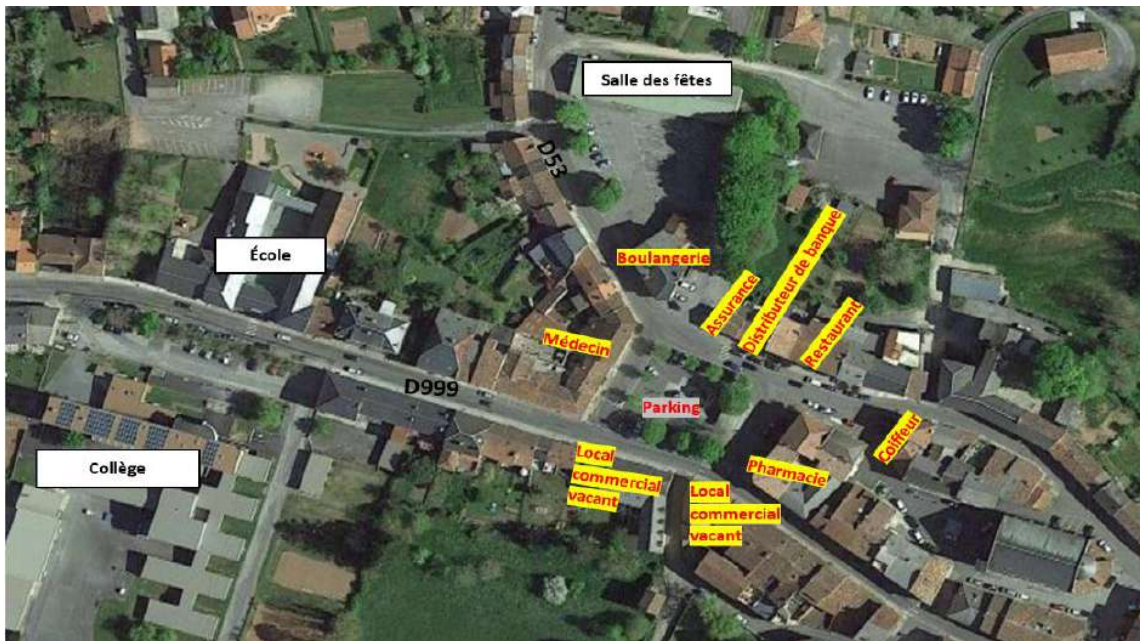 Salle des fêtes
D53
École
Boulangerie
Assurance
Distributeur de banque
Restaurant
Médecin
D999
Parking
Coiffeur
Collège
Local
commercial
vacant
Pharmacie
Local
commercial
vacant